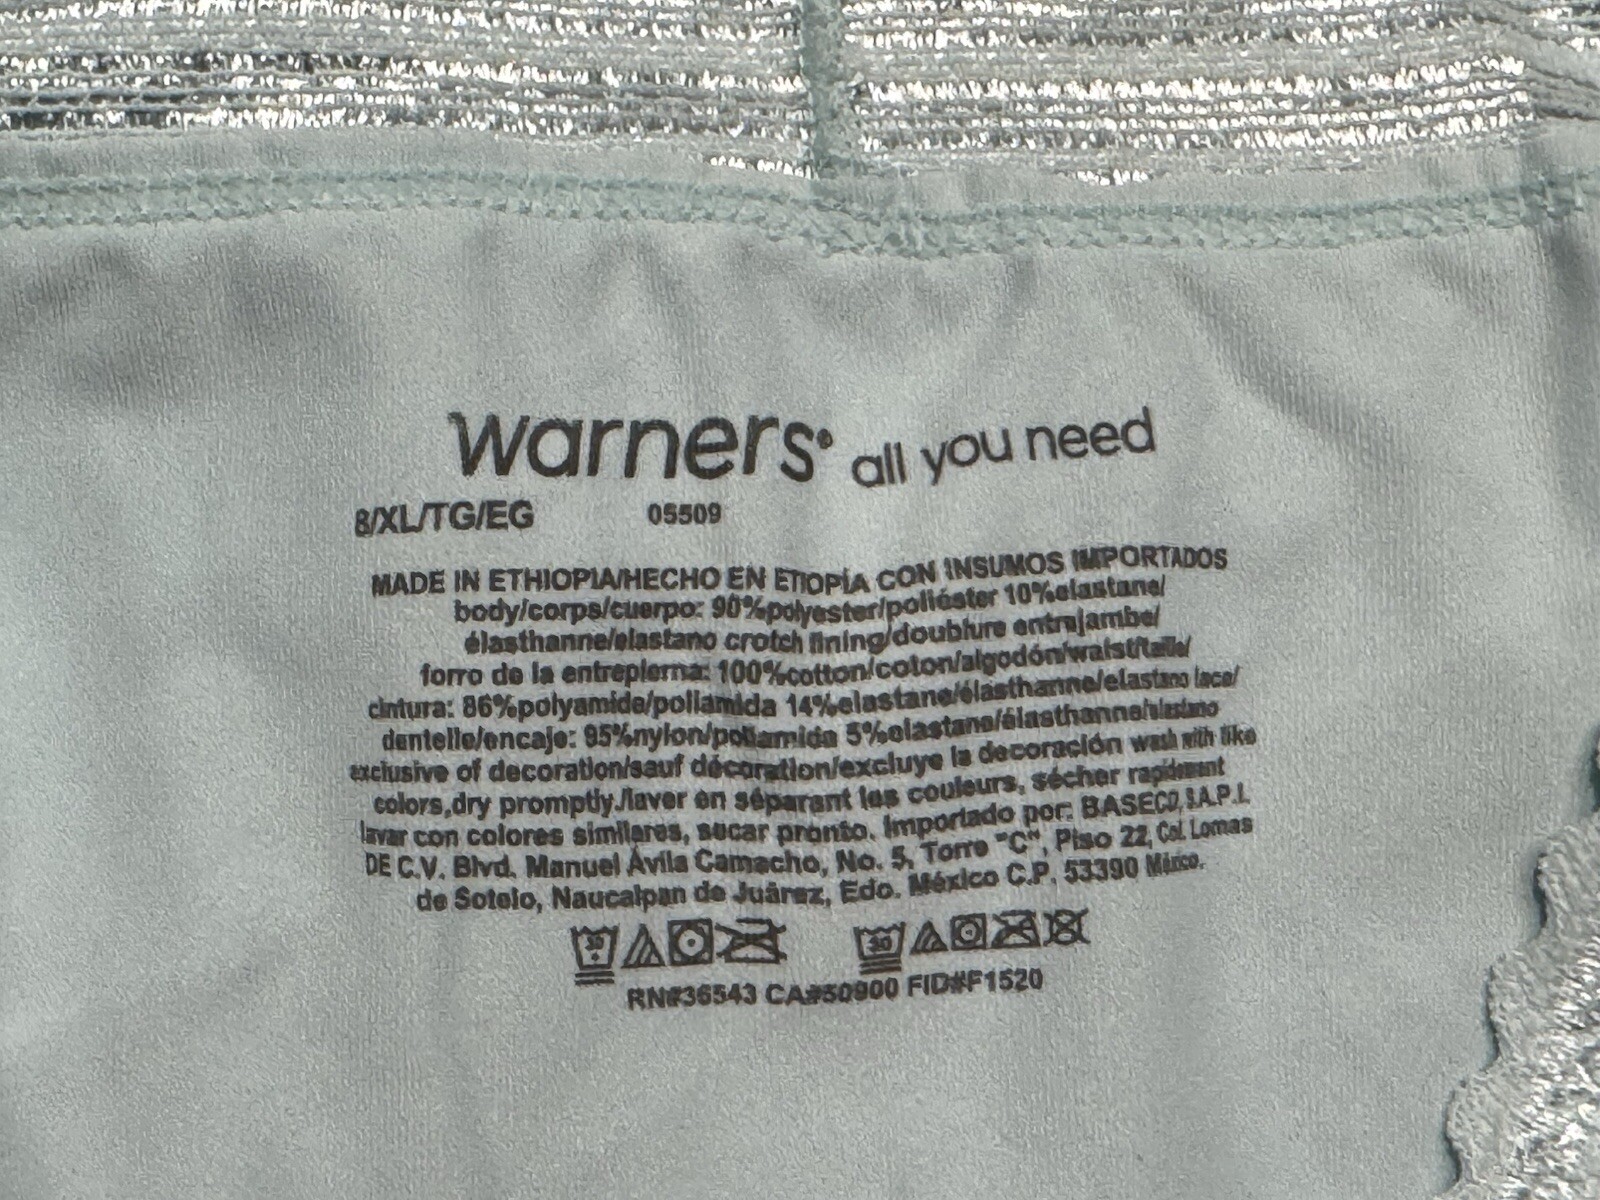 warners® all you need
8/XL/TG/EG 05509
MADE IN ETHIOPIA/HECHO EN ETIOPÍA CON INSUMOS IMPORTADOS
body/corps/cuerpo: 90%polyester/poliéster 10%elastane/
élasthanne/elastano crotch lining/doublure entrejambe/
forro de la entrepierna: 100%cotton/coton/algodón/waist/taille/
cintura: 86%polyamide/poliamida 14%elastane/élasthanne/elastano lace/
dentelle/encaje: 95%nylon/poliamida 5%elastane/élasthanne/elastano
exclusive of decoration/sauf décoration/excluye la decoración wash with like
colors,dry promptly./laver en séparant les couleurs, sécher rapidement
lavar con colores similares, sucar pronto. Importado por: BASECO, S.A.P.I.
DE C.V. Blvd. Manuel Ávila Camacho, No. 5, Torre "C", Piso 22, Col. Lomas
de Sotelo, Naucalpan de Juárez, Edo. México C.P. 53390 México.
30 30
RN#36543 CA#50900 FID#F1520